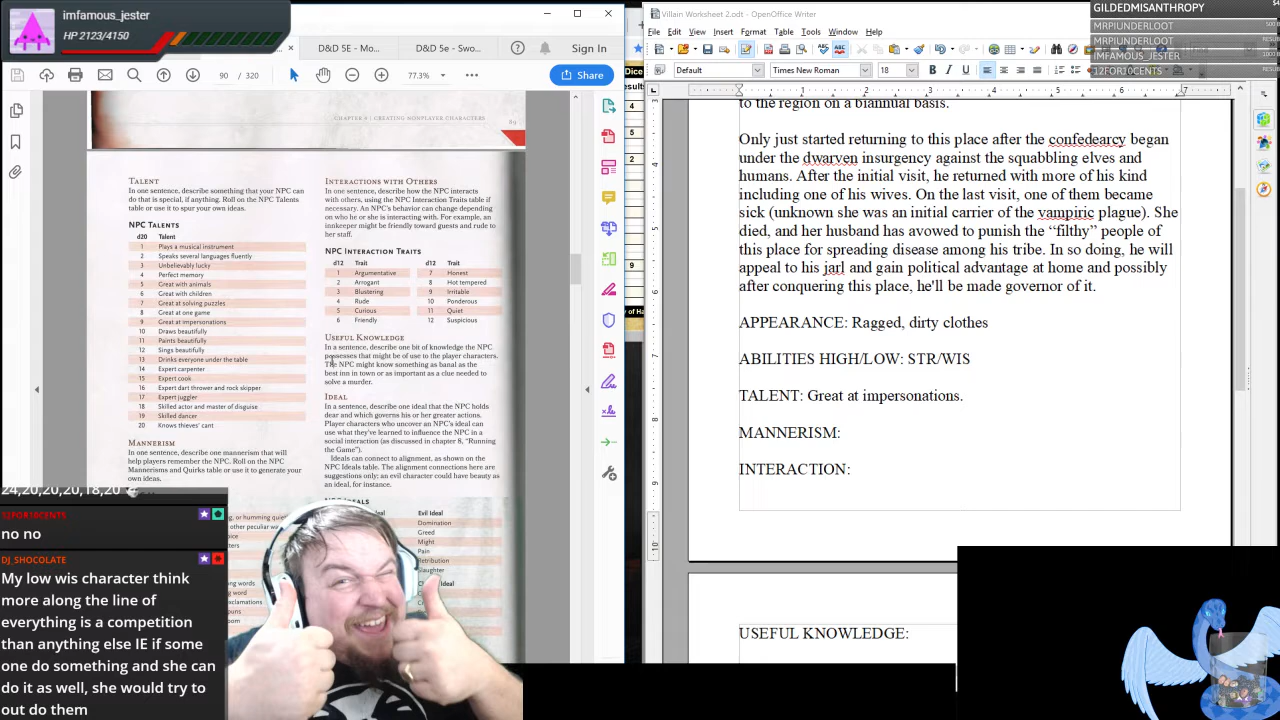 imfamous_jester
HP 2123/4150
D&D 5E - Mo...
D&D 5e - Swo...
Sign In
90 / 320
77.3%
Share
CHAPTER 4 | CREATING NONPLAYER CHARACTERS
89
TALENT
In one sentence, describe something that your NPC
can do that is special, if anything. Roll on the NPC Talents
table or use it to spur your own ideas.
NPC TALENTS
d20 Talent
1 Plays a musical instrument
2 Speaks several languages fluently
3 Unbelievably lucky
4 Perfect memory
5 Great with animals
6 Great with children
7 Great at solving puzzles
8 Great at one game
9 Great at impersonations
10 Draws beautifully
11 Paints beautifully
12 Sings beautifully
13 Drinks everyone under the table
14 Expert carpenter
15 Expert cook
16 Expert dart thrower and rock skipper
17 Expert juggler
18 Skilled actor and master of disguise
19 Skilled dancer
20 Knows thieves' cant
MANNERISM
In one sentence, describe one mannerism that will
help players remember the NPC. Roll on the NPC
Mannerisms and Quirks table or use it to generate your
own ideas.
INTERACTIONS WITH OTHERS
In one sentence, describe how the NPC interacts
with others, using the NPC Interaction Traits table if
necessary. An NPC's behavior can change depending
on who he or she is interacting with. For example, an
innkeeper might be friendly toward guests and rude to
her staff.
NPC INTERACTION TRAITS
d12 Trait d12 Trait
1 Argumentative 7 Honest
2 Arrogant 8 Hot tempered
3 Blustering 9 Irritable
4 Rude 10 Ponderous
5 Curious 11 Quiet
6 Friendly 12 Suspicious
USEFUL KNOWLEDGE
In a sentence, describe one bit of knowledge the NPC
possesses that might be of use to the player characters.
The NPC might know something as banal as the
best inn in town or as important as a clue needed to
solve a murder.
IDEAL
In a sentence, describe one ideal that the NPC holds
dear and which governs his or her greater actions.
Player characters who uncover an NPC's ideal can
use what they've learned to influence the NPC in a
social interaction (as discussed in chapter 8, "Running
the Game").
Ideals can connect to alignment, as shown on the
NPC Ideals table. The alignment connections here are
suggestions only; an evil character could have beauty as
an ideal, for instance.
Evil Ideal
Domination
Greed
Might
Pain
Retribution
Slaughter
24,20,20,20,18,20
12FOR10CENTS
no no
DJ_SHOCOLATE
My low wis character think
more along the line of
everything is a competition
than anything else IE if some
one do something and she can
do it as well, she would try to
out do them
Villain Worksheet 2.odt - OpenOffice Writer
File Edit View Insert Format Table Tools Window Help
Default Times New Roman 18
GILDEDMISANTHROPY
MRPIUNDERLOOT
MRPIUNDERLOOT
IMFAMOUS_JESTER
12FOR10CENTS
to the region on a biannual basis.
Only just started returning to this place after the confedearcy began
under the dwarven insurgency against the squabbling elves and
humans. After the initial visit, he returned with more of his kind
including one of his wives. On the last visit, one of them became
sick (unknown she was an initial carrier of the vampiric plague). She
died, and her husband has avowed to punish the “filthy” people of
this place for spreading disease among his tribe. In so doing, he will
appeal to his jarl and gain political advantage at home and possibly
after conquering this place, he'll be made governor of it.
APPEARANCE: Ragged, dirty clothes
ABILITIES HIGH/LOW: STR/WIS
TALENT: Great at impersonations.
MANNERISM:
INTERACTION:
USEFUL KNOWLEDGE: